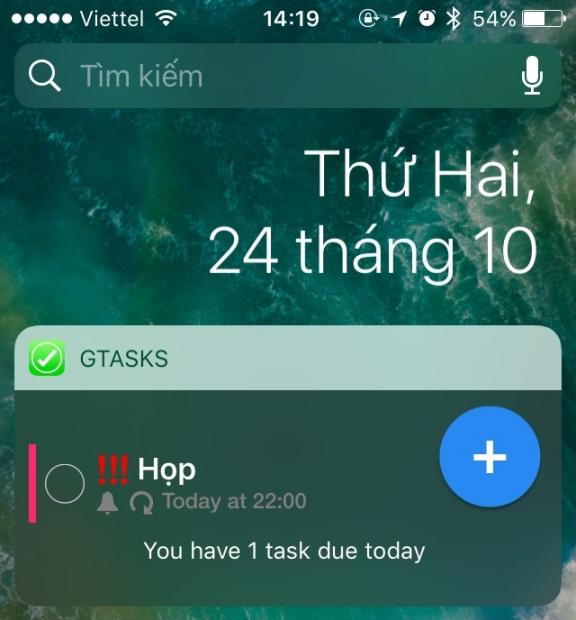 Viettel 14:19 54%
Tìm kiếm
Thứ Hai,
24 tháng 10
GTASKS
!!! Họp
Today at 22:00
You have 1 task due today